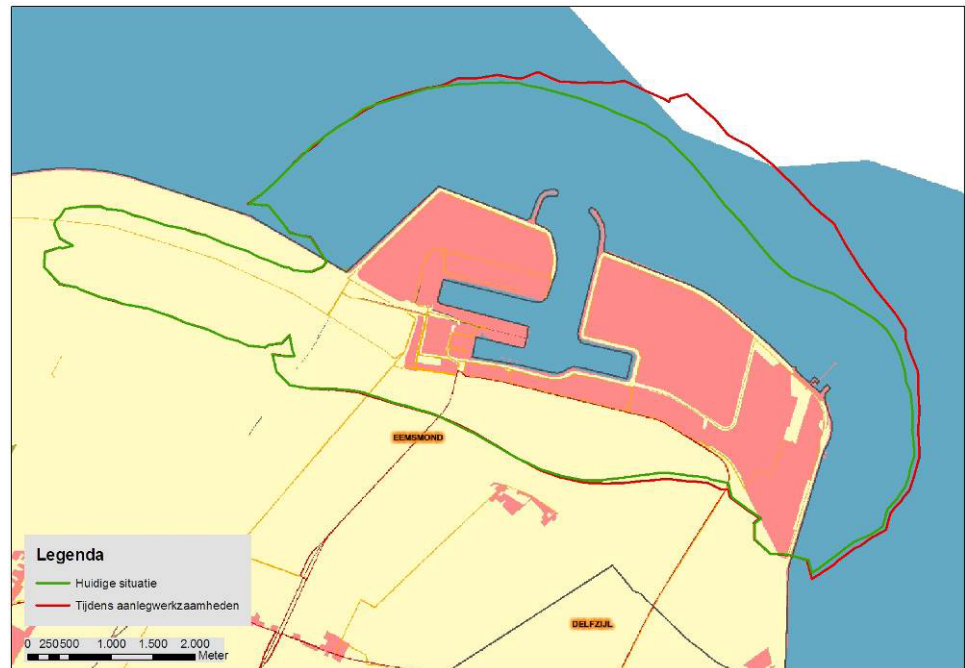 EEMSMOND
DELFZIJL
Legenda
Huidige situatie
Tijdens aanlegwerkzaamheden
0 250500 1.000 1.500 2.000
Meter